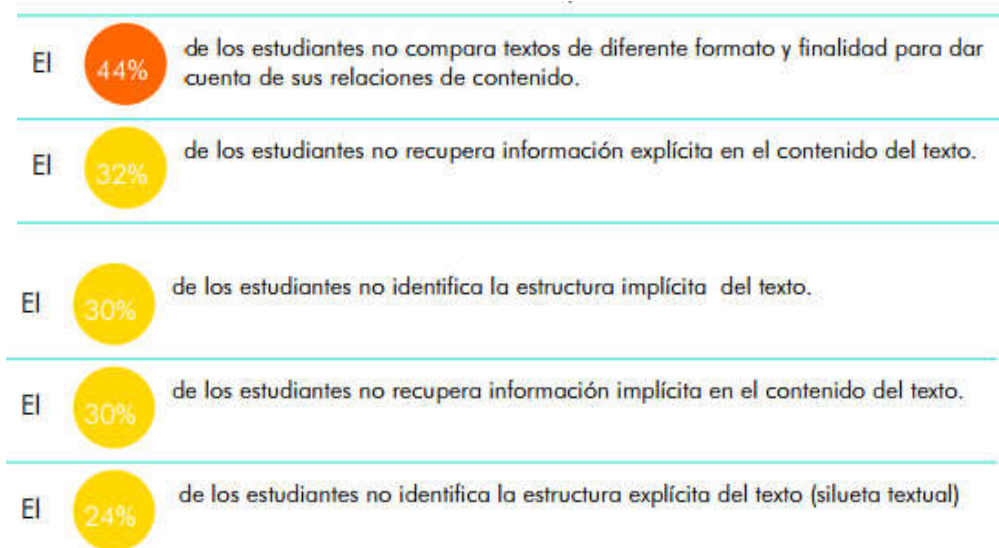 El 44% de los estudiantes no compara textos de diferente formato y finalidad para dar
cuenta de sus relaciones de contenido.
El 32% de los estudiantes no recupera información explícita en el contenido del texto.
El 30% de los estudiantes no identifica la estructura implícita del texto.
El 30% de los estudiantes no recupera información implícita en el contenido del texto.
El 24% de los estudiantes no identifica la estructura explícita del texto (silueta textual)